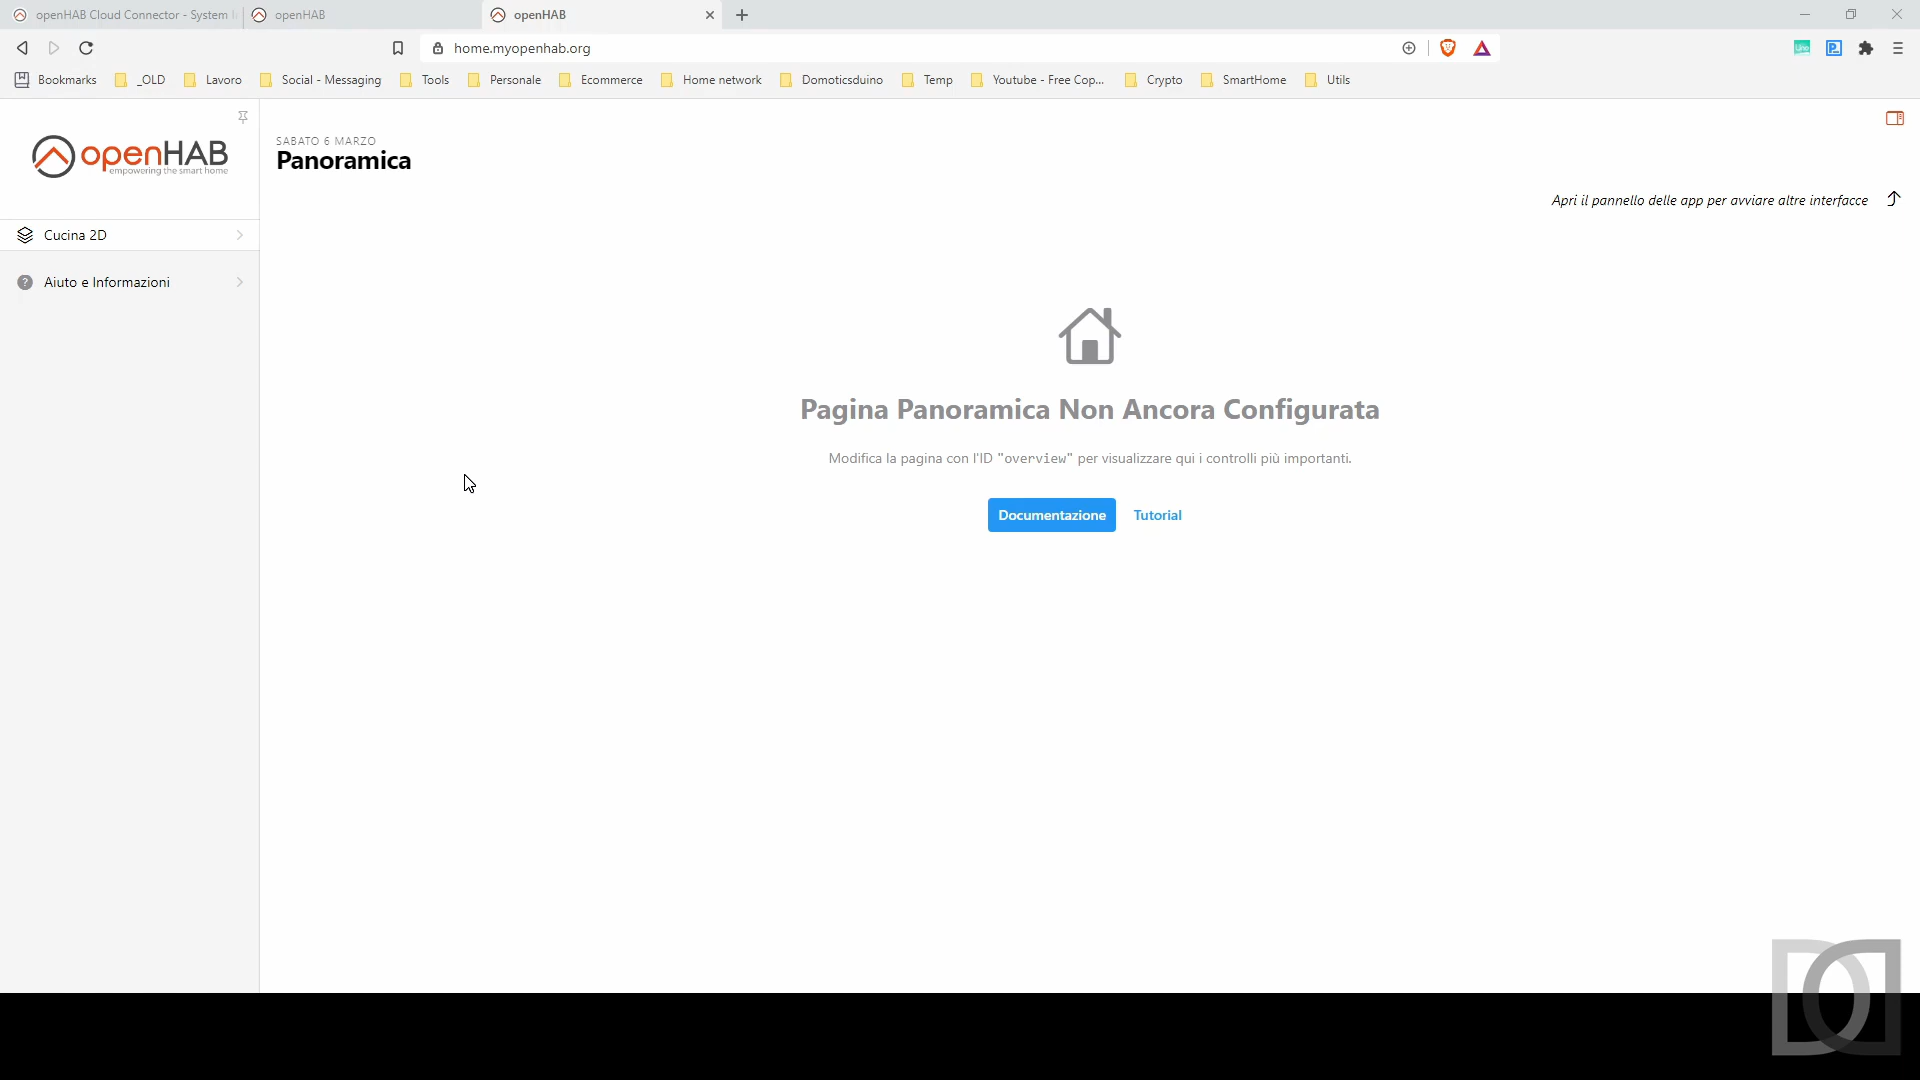 openHAB Cloud Connector - System I
openHAB
openHAB
home.myopenhab.org
Bookmarks
_OLD
Lavoro
Social - Messaging
Tools
Personale
Ecommerce
Home network
Domoticsduino
Temp
Youtube - Free Cop...
Crypto
SmartHome
Utils
openHAB
empowering the smart home
SABATO 6 MARZO
Panoramica
Apri il pannello delle app per avviare altre interfacce
Cucina 2D
Aiuto e Informazioni
Pagina Panoramica Non Ancora Configurata
Modifica la pagina con l'ID "overview" per visualizzare qui i controlli più importanti.
Documentazione
Tutorial